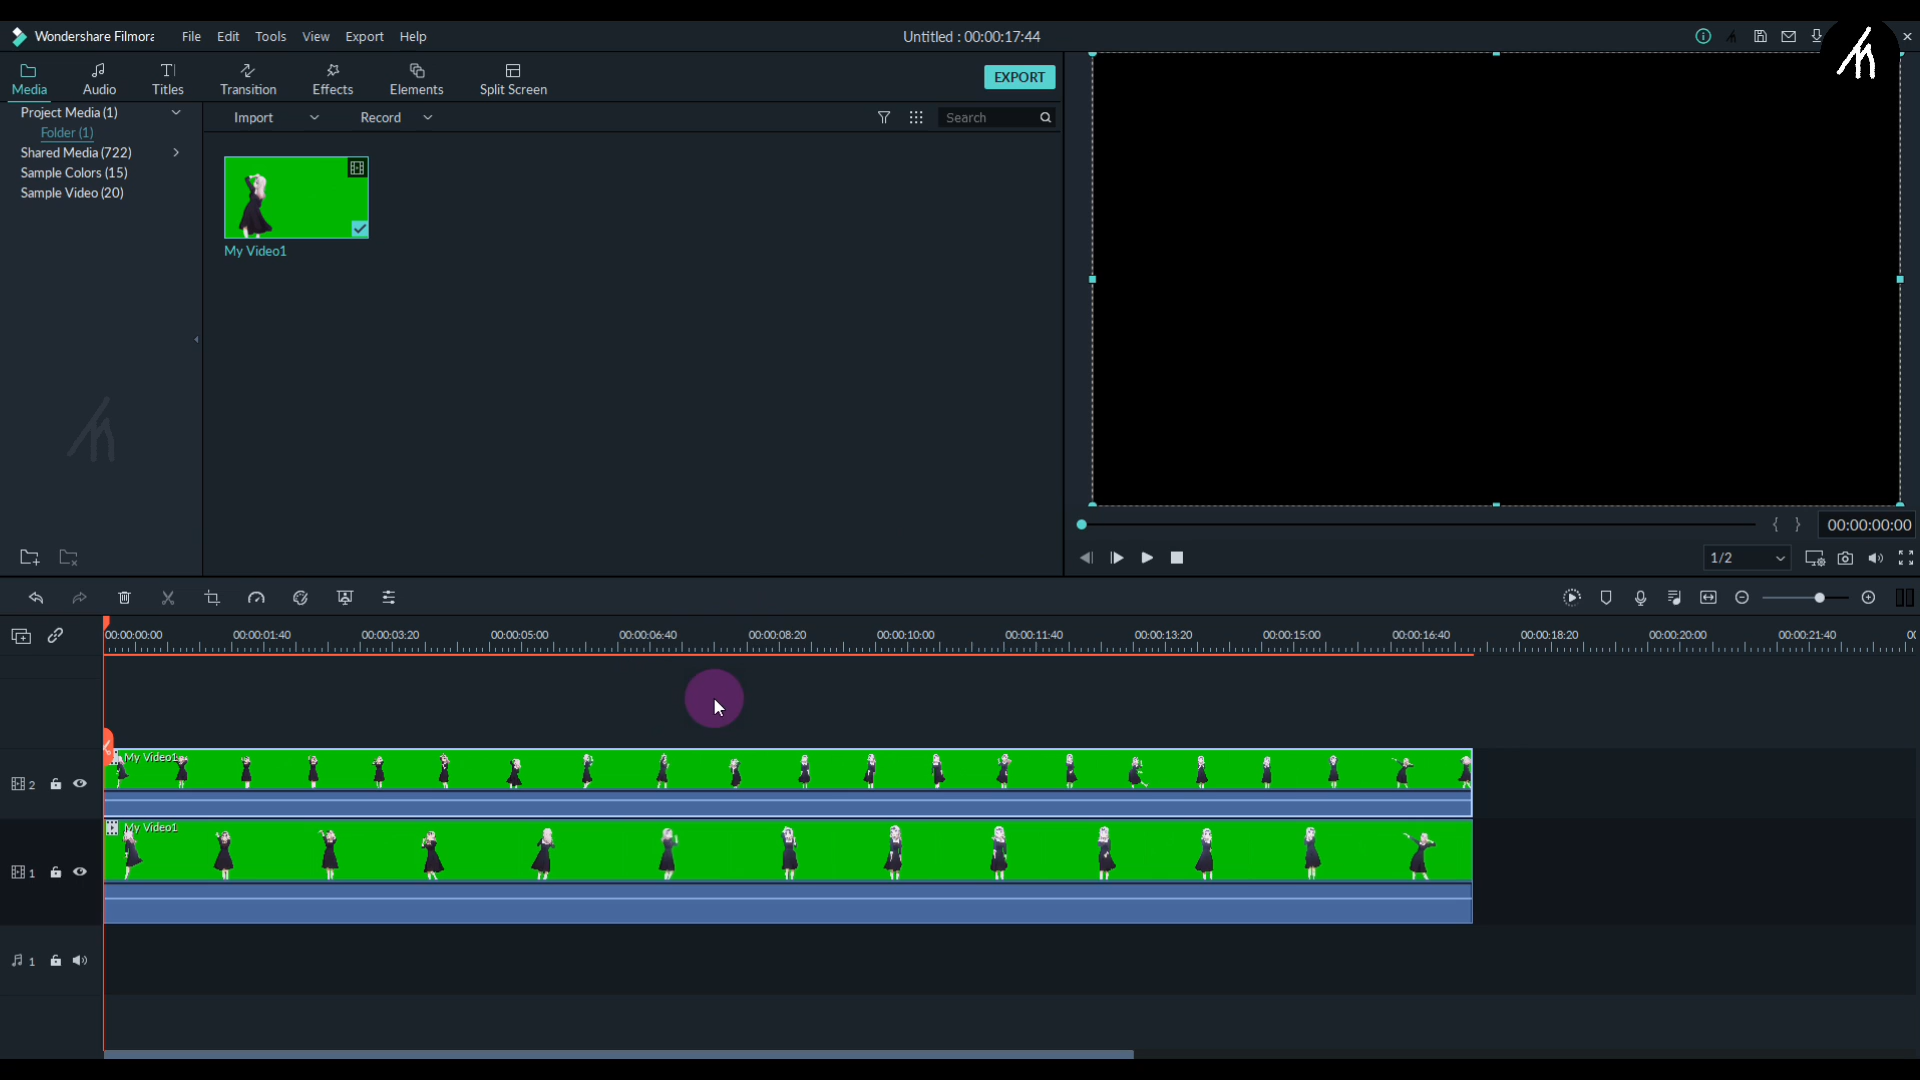 Wondershare Filmora File Edit Tools View Export Help Untitled : 00:00:17:44
Media Audio Titles Transition Effects Elements Split Screen EXPORT
Project Media (1) Import Record Search
Folder (1)
Shared Media (722)
Sample Colors (15)
Sample Video (20)
My Video1
00:00:00:00
1/2
00:00:00:00 00:00:01:40 00:00:03:20 00:00:05:00 00:00:06:40 00:00:08:20 00:00:10:00 00:00:11:40 00:00:13:20 00:00:15:00 00:00:16:40 00:00:18:20 00:00:20:00 00:00:21:40
My Video1
2
My Video1
1
1